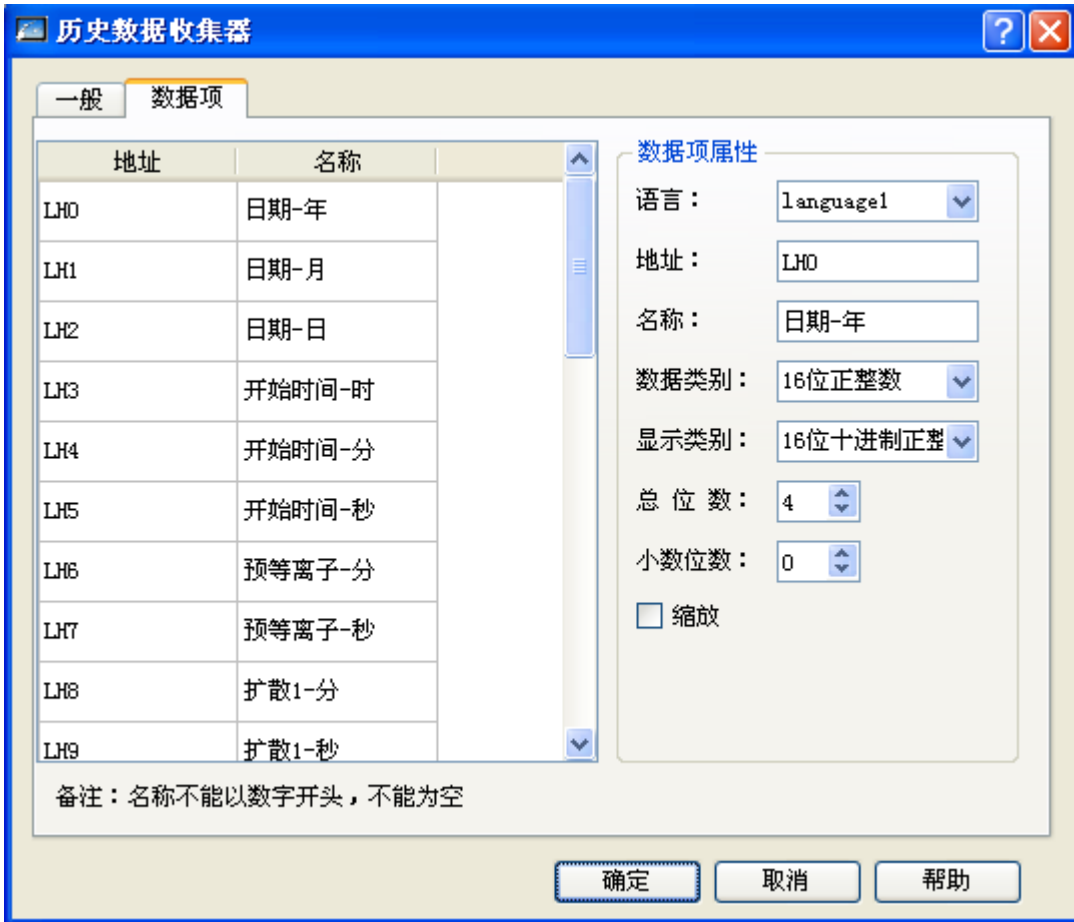 历史数据收集器
一般 数据项
地址 名称
LH0 日期-年
LH1 日期-月
LH2 日期-日
LH3 开始时间-时
LH4 开始时间-分
LH5 开始时间-秒
LH6 预等离子-分
LH7 预等离子-秒
LH8 扩散1-分
LH9 扩散1-秒
数据项属性
语言： language1
地址： LH0
名称： 日期-年
数据类别： 16位正整数
显示类别： 16位十进制正整
总 位 数： 4
小数位数： 0
缩放
备注：名称不能以数字开头，不能为空
确定 取消 帮助